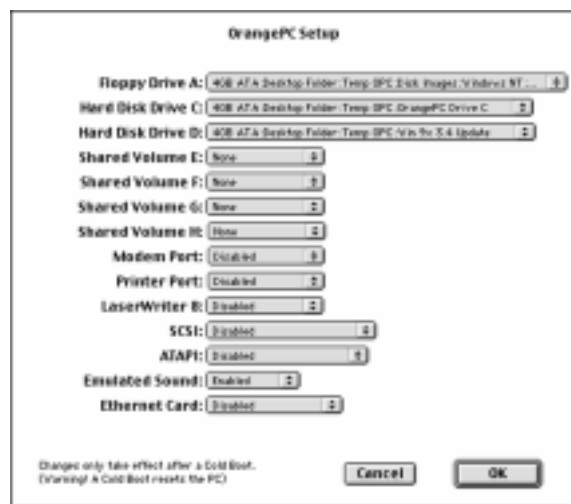 OrangePC Setup
Floppy Drive A: 4GB ATA:Desktop Folder:Temp OPC:Disk Images:Windows NT ...
Hard Disk Drive C: 4GB ATA:Desktop Folder:Temp OPC:OrangePC Drive C
Hard Disk Drive D: 4GB ATA:Desktop Folder:Temp OPC:Win 9x 3.6 Update
Shared Volume E: None
Shared Volume F: None
Shared Volume G: None
Shared Volume H: None
Modem Port: Disabled
Printer Port: Disabled
LaserWriter 8: Disabled
SCSI: Disabled
ATAPI: Disabled
Emulated Sound: Enabled
Ethernet Card: Disabled
Changes only take effect after a Cold Boot.
(Warning! A Cold Boot resets the PC)
Cancel
OK